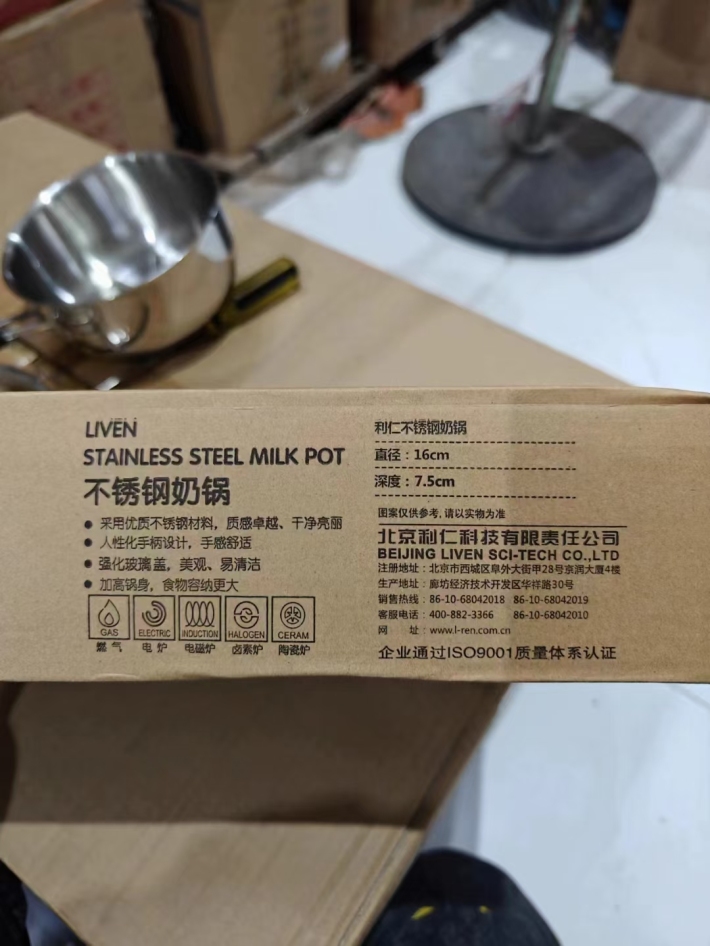 LIVEN
STAINLESS STEEL MILK POT
不锈钢奶锅
● 采用优质不锈钢材料，质感卓越、干净亮丽
● 人性化手柄设计，手感舒适
● 强化玻璃盖，美观、易清洁
● 加高锅身，食物容纳更大
GAS ELECTRIC INDUCTION HALOGEN CERAM
燃气 电炉 电磁炉 卤素炉 陶瓷炉
利仁不锈钢奶锅
直径：16cm
深度：7.5cm
图案仅供参考，请以实物为准
北京利仁科技有限责任公司
BEIJING LIVEN SCI-TECH CO.,LTD
注册地址：北京市西城区阜外大街甲28号京润大厦4楼
生产地址：廊坊经济技术开发区华祥路30号
销售热线：86-10-68042018 86-10-68042019
客服电话：400-882-3366 86-10-68042010
网 址：www.l-ren.com.cn
企业通过ISO9001质量体系认证